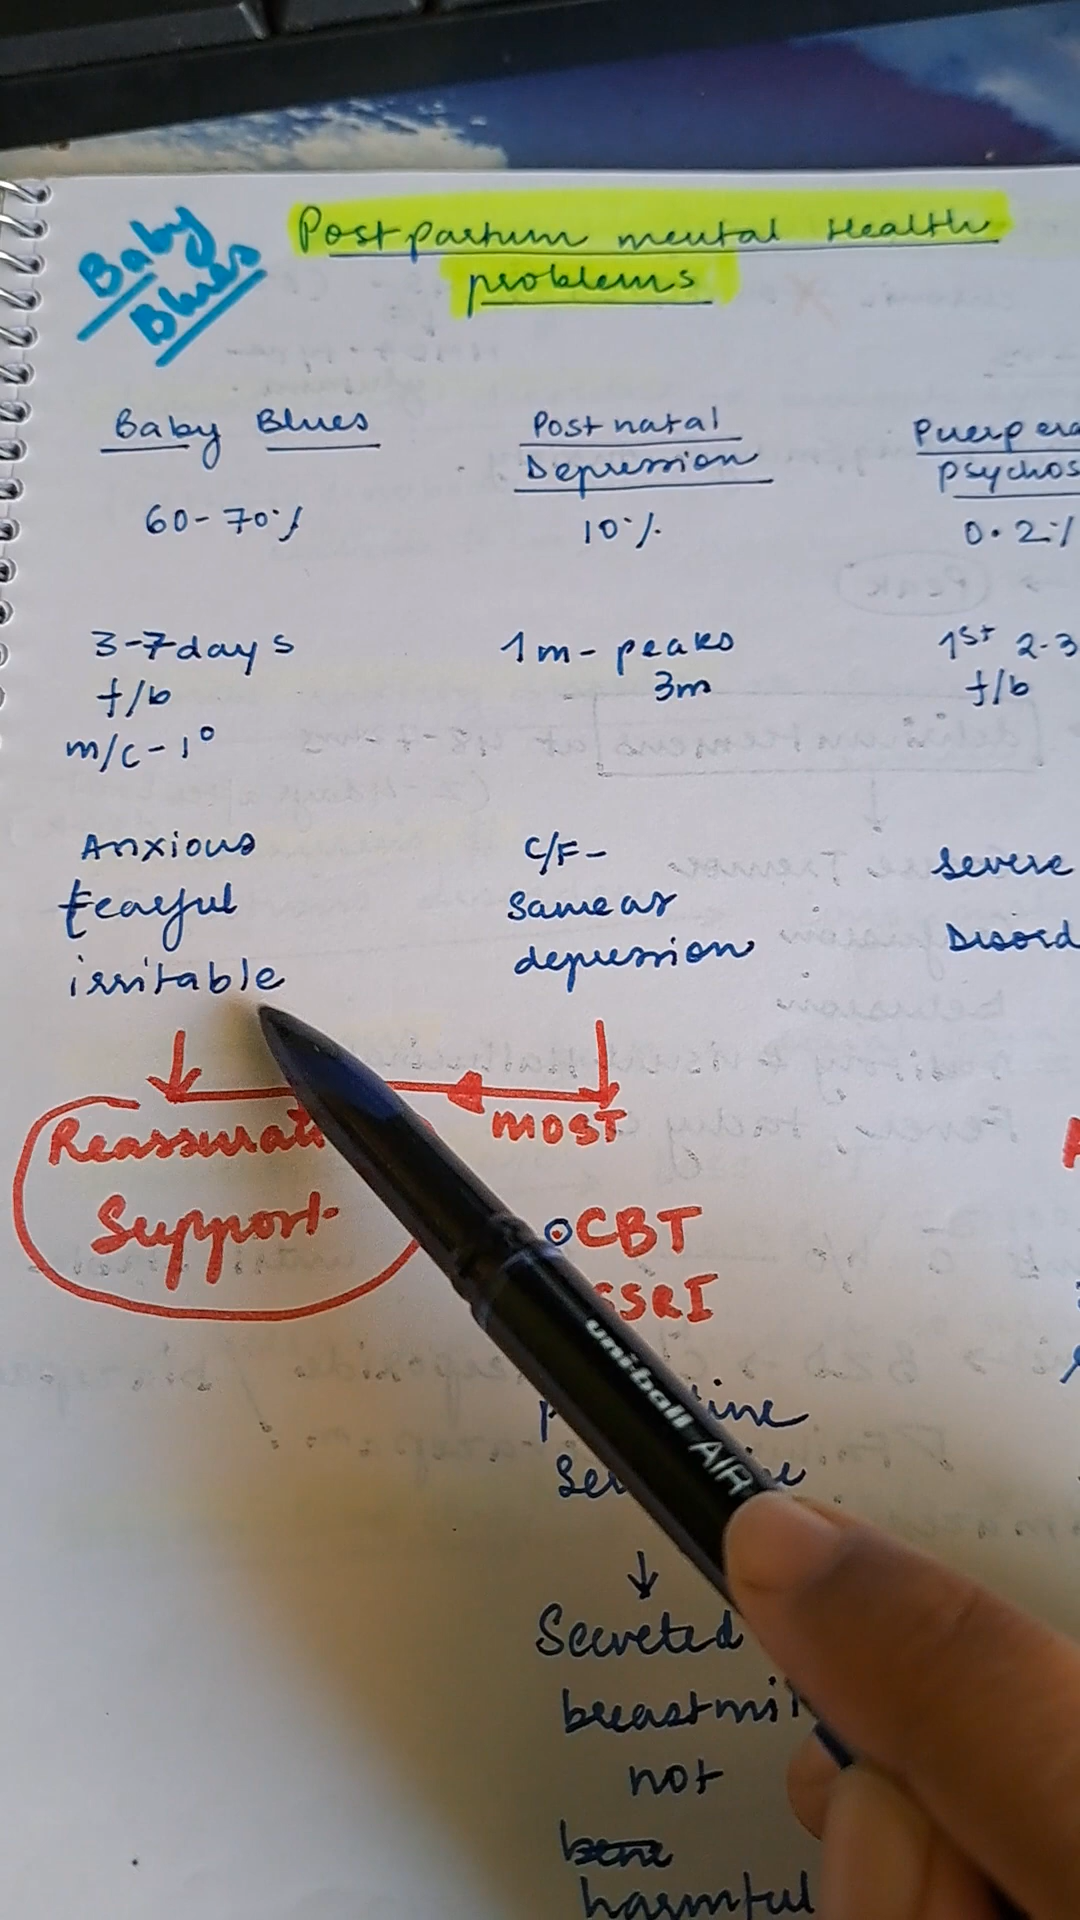 Baby
Blues
Postpartum mental Health
problems
Baby Blues
60-70%
3-7days
f/b
m/c-1°
Anxious
tearful
irritable
Support
Post natal
Depression
10%
1m- peaks
3m
C/F-
Same as
depression
MOST
CBT
SSRI
↓
Secreted
not
harmful
0.2%
1st 2-3
f/b
severe
uniball AIR